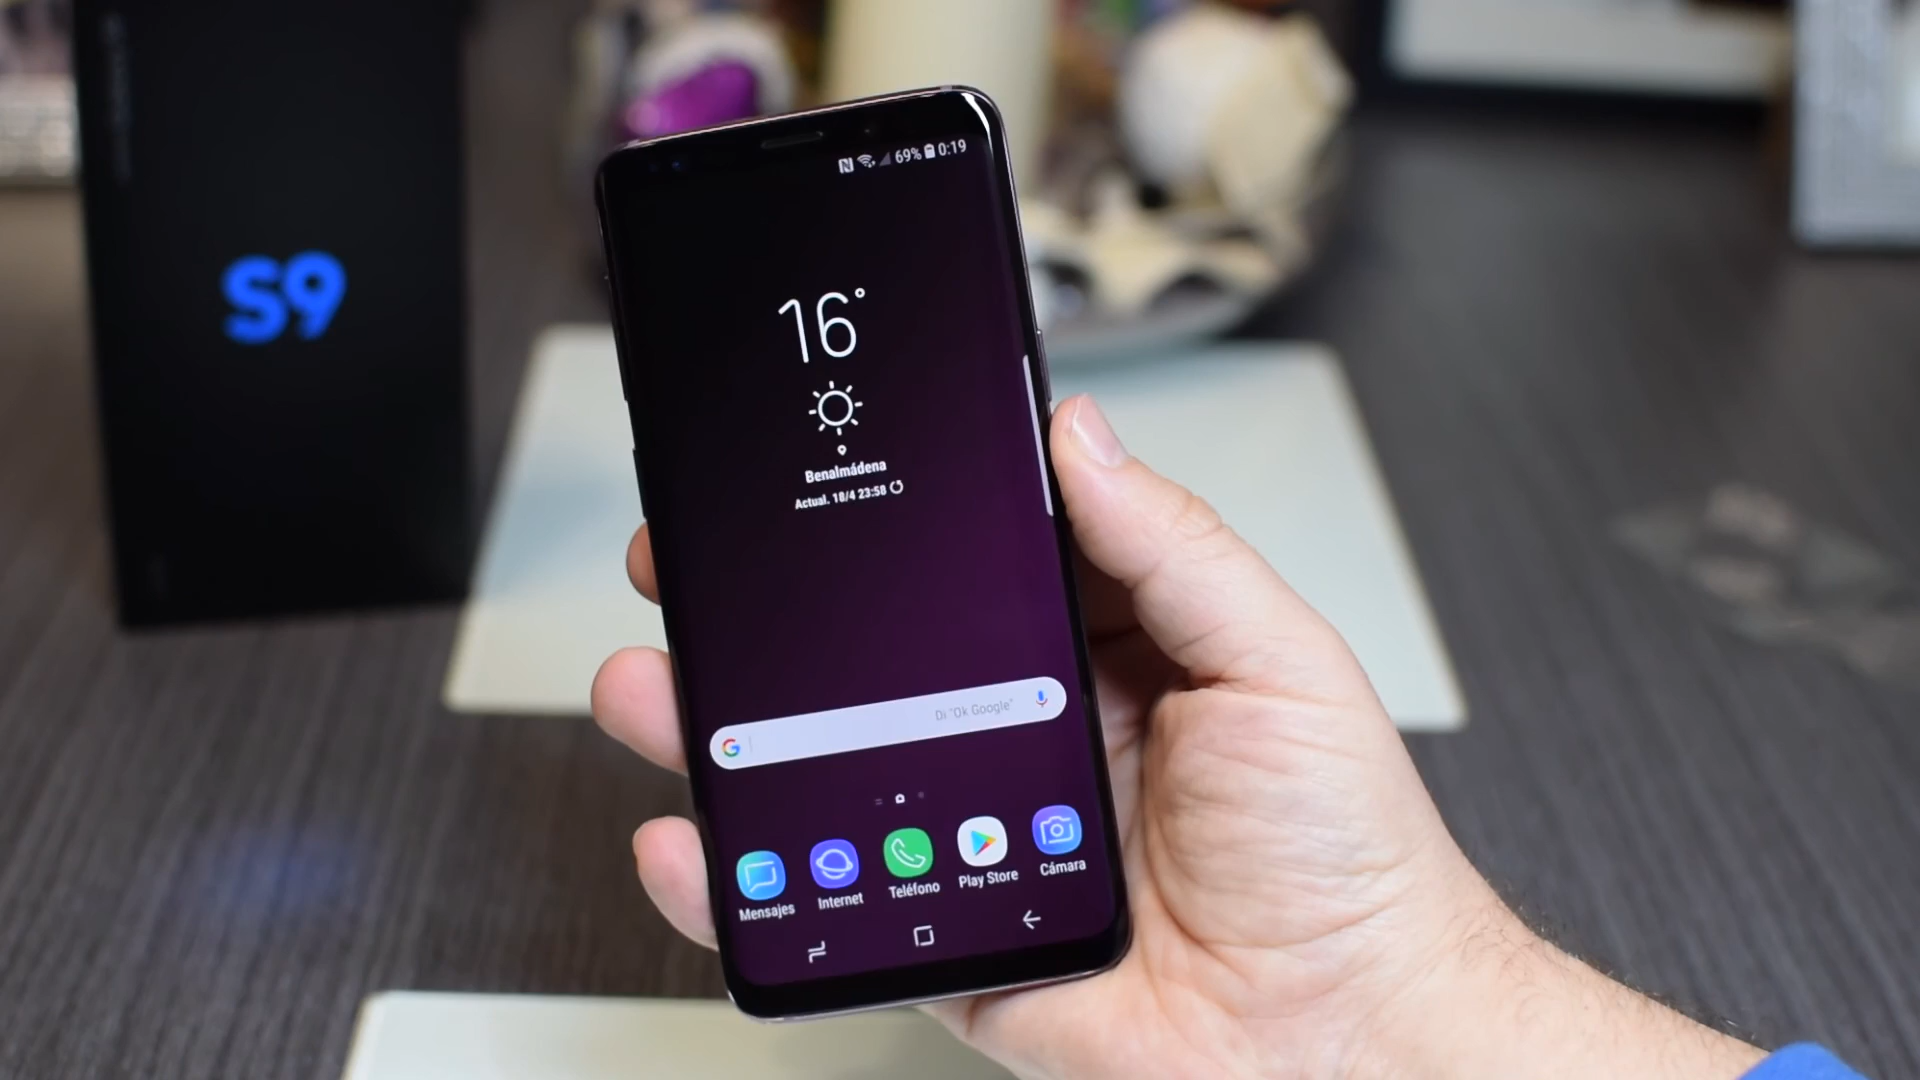 S9
69% 0:19
16°
Benalmádena
Actual. 18/4 23:58
Di "Ok Google"
Mensajes
Internet
Teléfono
Play Store
Cámara